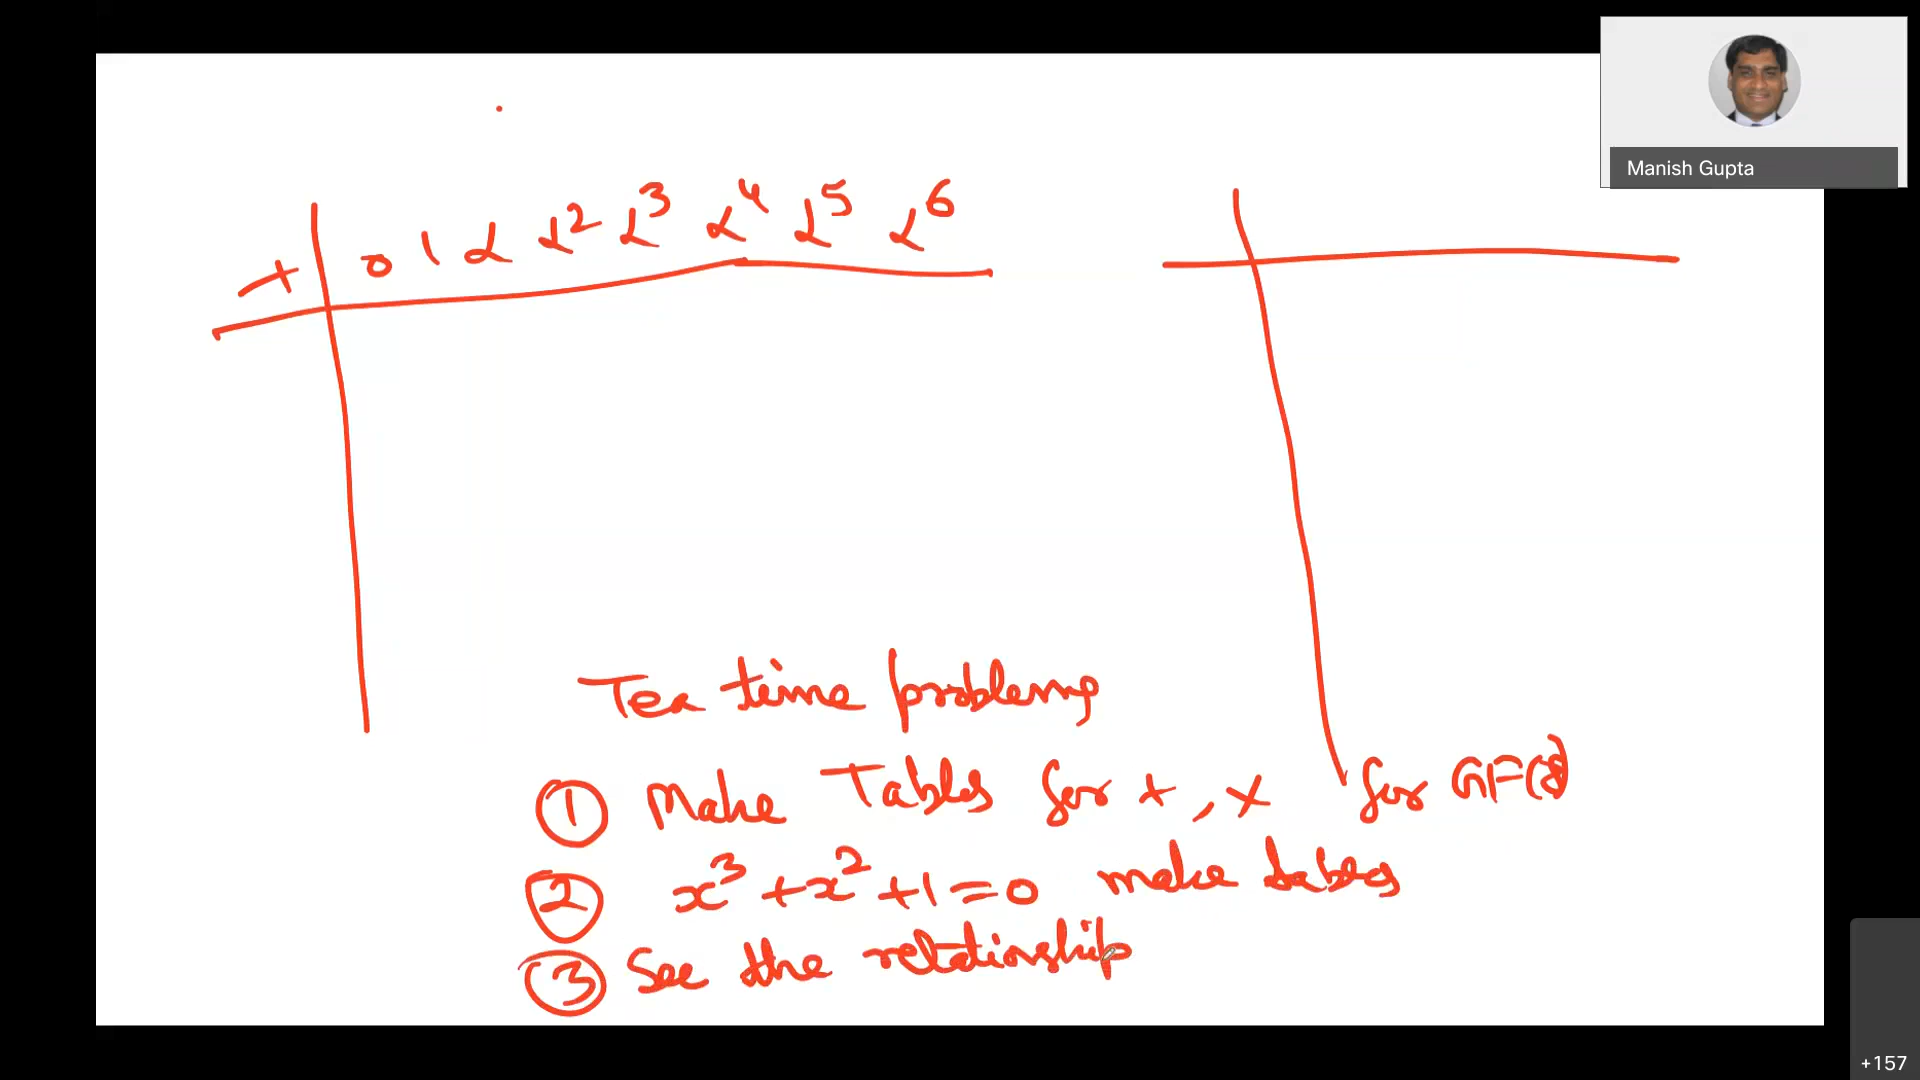 Manish Gupta
+ 0 1 α α² α³ α⁴ α⁵ α⁶
Tea time problems
① Make Tables for +, × for GF(8)
② x³ + x² + 1 = 0 make tables
③ See the relationship
+157